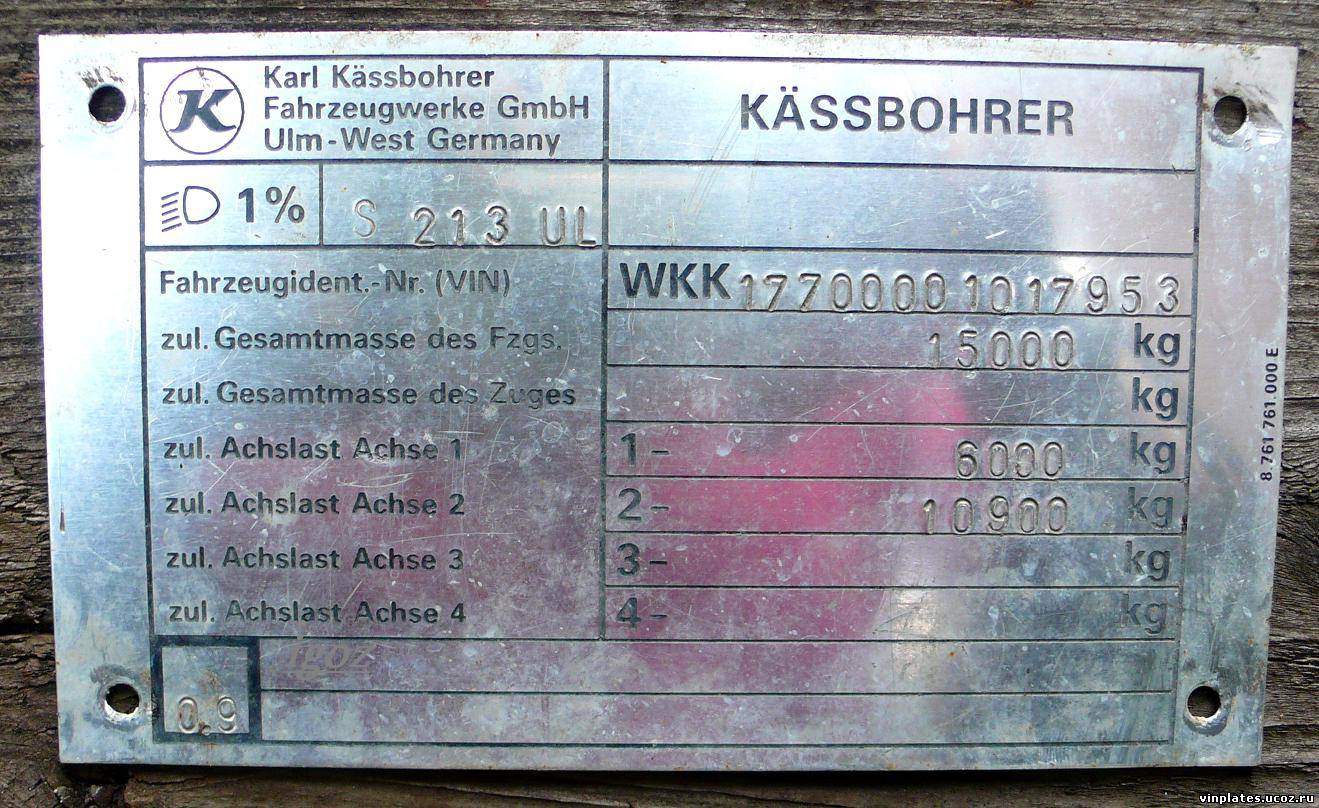 K
Karl Kässbohrer
Fahrzeugwerke GmbH
Ulm-West Germany
KÄSSBOHRER
1% S 213 UL
Fahrzeugident.-Nr. (VIN) WKK17700001017953
zul. Gesamtmasse des Fzgs. 15000 kg
zul. Gesamtmasse des Zuges kg
zul. Achslast Achse 1 1- 6000 kg
zul. Achslast Achse 2 2- 10900 kg
zul. Achslast Achse 3 3- kg
zul. Achslast Achse 4 4- kg
0.9
8 761 761.000 E
vinplates.ucoz.ru